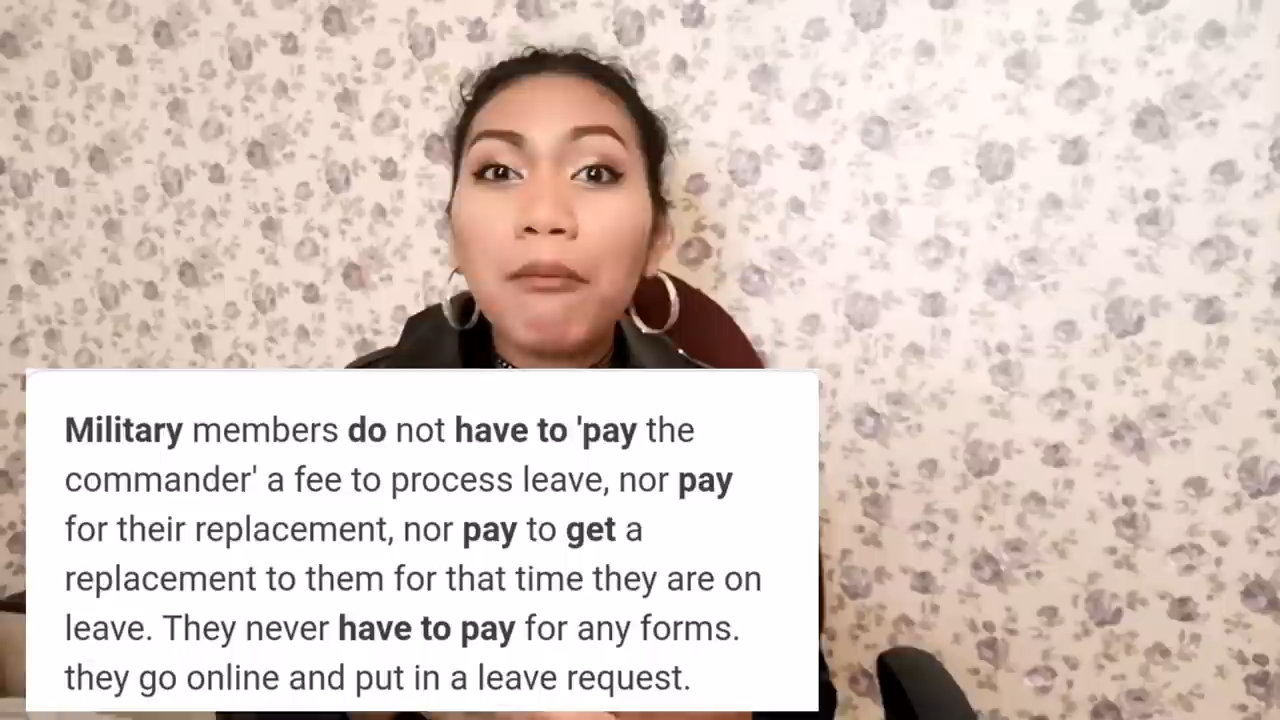 Military members do not have to 'pay the
commander' a fee to process leave, nor pay
for their replacement, nor pay to get a
replacement to them for that time they are on
leave. They never have to pay for any forms.
they go online and put in a leave request.